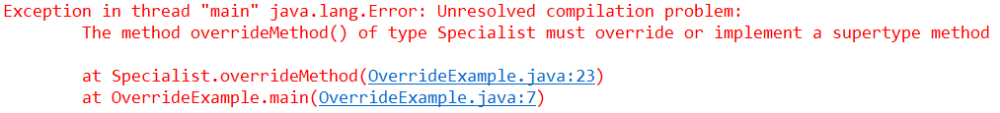 Exception in thread "main" java.lang.Error: Unresolved compilation problem:
The method overrideMethod() of type Specialist must override or implement a supertype method
at Specialist.overrideMethod(OverrideExample.java:23)
at OverrideExample.main(OverrideExample.java:7)